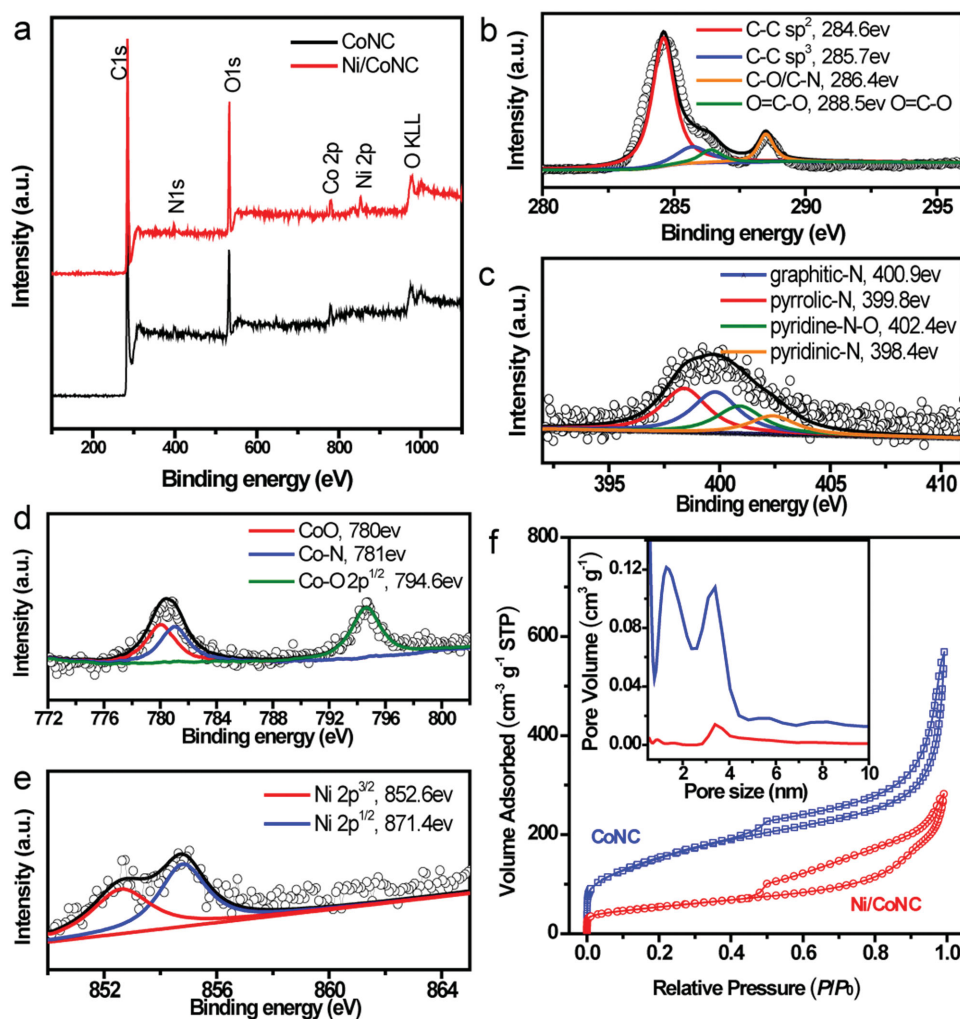 a
CoNC
Ni/CoNC
C1s
O1s
N1s
Co 2p
Ni 2p
O KLL
Intensity (a.u.)
200 400 600 800 1000
Binding energy (eV)
b
C-C sp², 284.6ev
C-C sp³, 285.7ev
C-O/C-N, 286.4ev
O=C-O, 288.5ev O=C-O
Intensity (a.u.)
280 285 290 295
Binding energy (eV)
c
graphitic-N, 400.9ev
pyrrolic-N, 399.8ev
pyridine-N-O, 402.4ev
pyridinic-N, 398.4ev
Intensity (a.u.)
395 400 405 410
Binding energy (eV)
d
CoO, 780ev
Co-N, 781ev
Co-O 2p^1/2, 794.6ev
Intensity (a.u.)
772 776 780 784 788 792 796 800
Binding energy (eV)
e
Ni 2p^3/2, 852.6ev
Ni 2p^1/2, 871.4ev
Intensity (a.u.)
852 856 860 864
Binding energy (eV)
f
800
600
400
200
0
Volume Adsorbed (cm⁻³ g⁻¹ STP)
0.12
0.08
0.04
0.00
Pore Volume (cm³ g⁻¹)
2 4 6 8 10
Pore size (nm)
CoNC
Ni/CoNC
0.0 0.2 0.4 0.6 0.8 1.0
Relative Pressure (P/P₀)